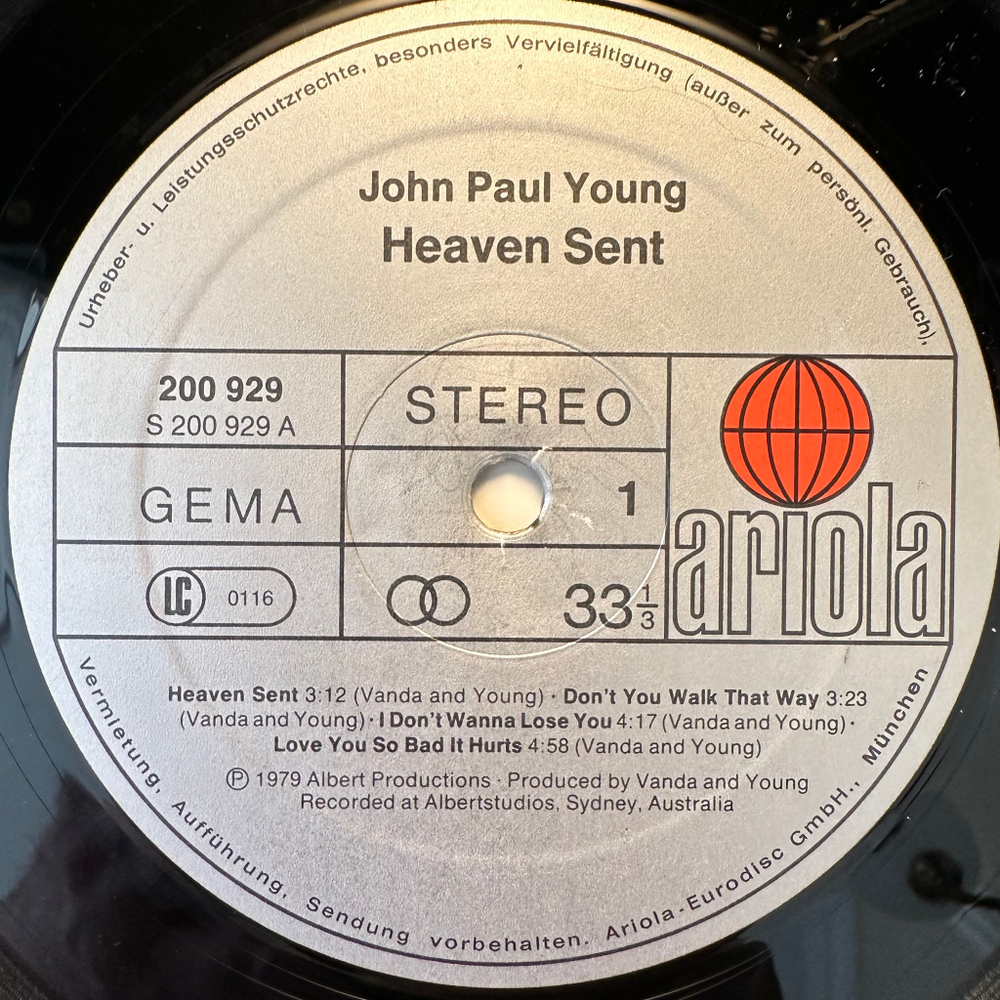 Urheber- u. Leistungsschutzrechte, besonders Vervielfältigung (außer zum persönl. Gebrauch),
John Paul Young
Heaven Sent
200 929
S 200 929 A
STEREO
GEMA
1
LC 0116
33 1/3
ariola
Heaven Sent 3:12 (Vanda and Young) · Don't You Walk That Way 3:23
(Vanda and Young) · I Don't Wanna Lose You 4:17 (Vanda and Young) ·
Love You So Bad It Hurts 4:58 (Vanda and Young)
℗ 1979 Albert Productions · Produced by Vanda and Young
Recorded at Albertstudios, Sydney, Australia
Vermietung, Aufführung, Sendung vorbehalten. Ariola-Eurodisc GmbH., München